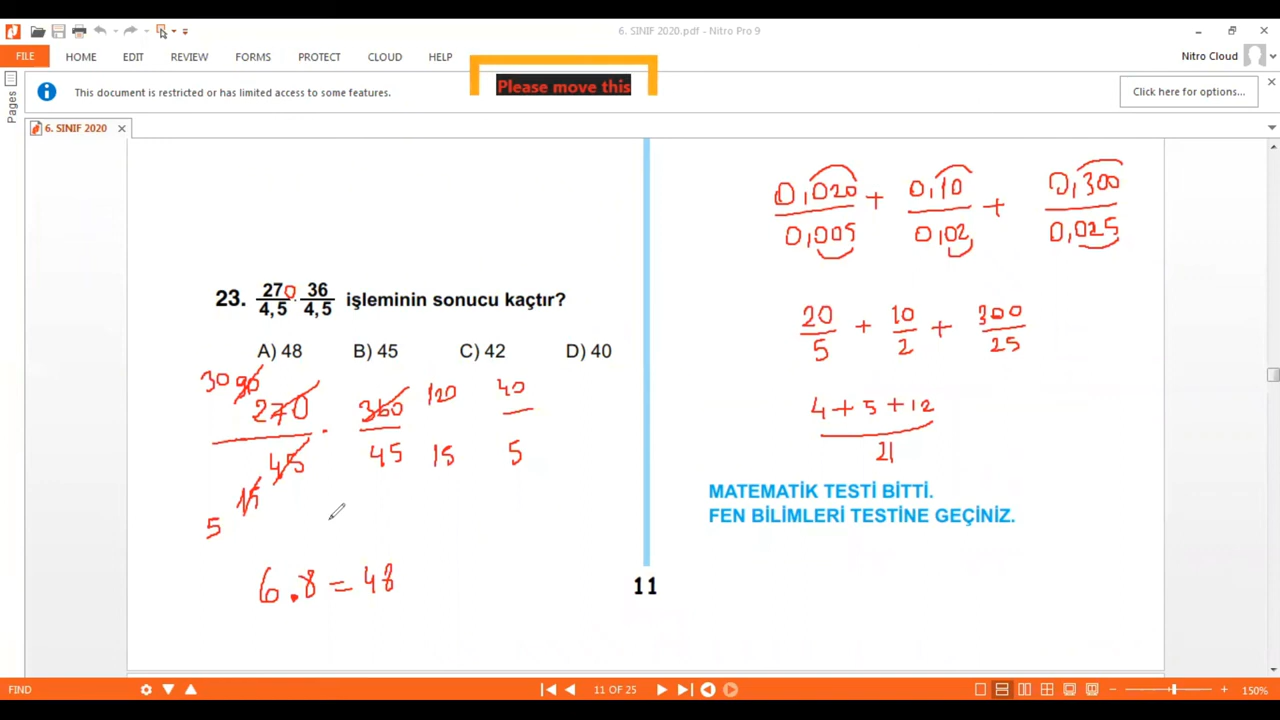 6. SINIF 2020.pdf - Nitro Pro 9
FILE HOME EDIT REVIEW FORMS PROTECT CLOUD HELP
Nitro Cloud
Please move this
This document is restricted or has limited access to some features.
Click here for options...
Pages
6. SINIF 2020
23. 270/4,5 · 36/4,5 işleminin sonucu kaçtır?
A) 48 B) 45 C) 42 D) 40
30 90
270 · 360 120 40
45 45 15 5
15
5
6.8=48
0,020 + 0,10 + 0,300
0,005 0,02 0,025
20/5 + 10/2 + 300/25
4+5+12
21
MATEMATİK TESTİ BİTTİ.
FEN BİLİMLERİ TESTİNE GEÇİNİZ.
11
FIND
11 OF 25
150%